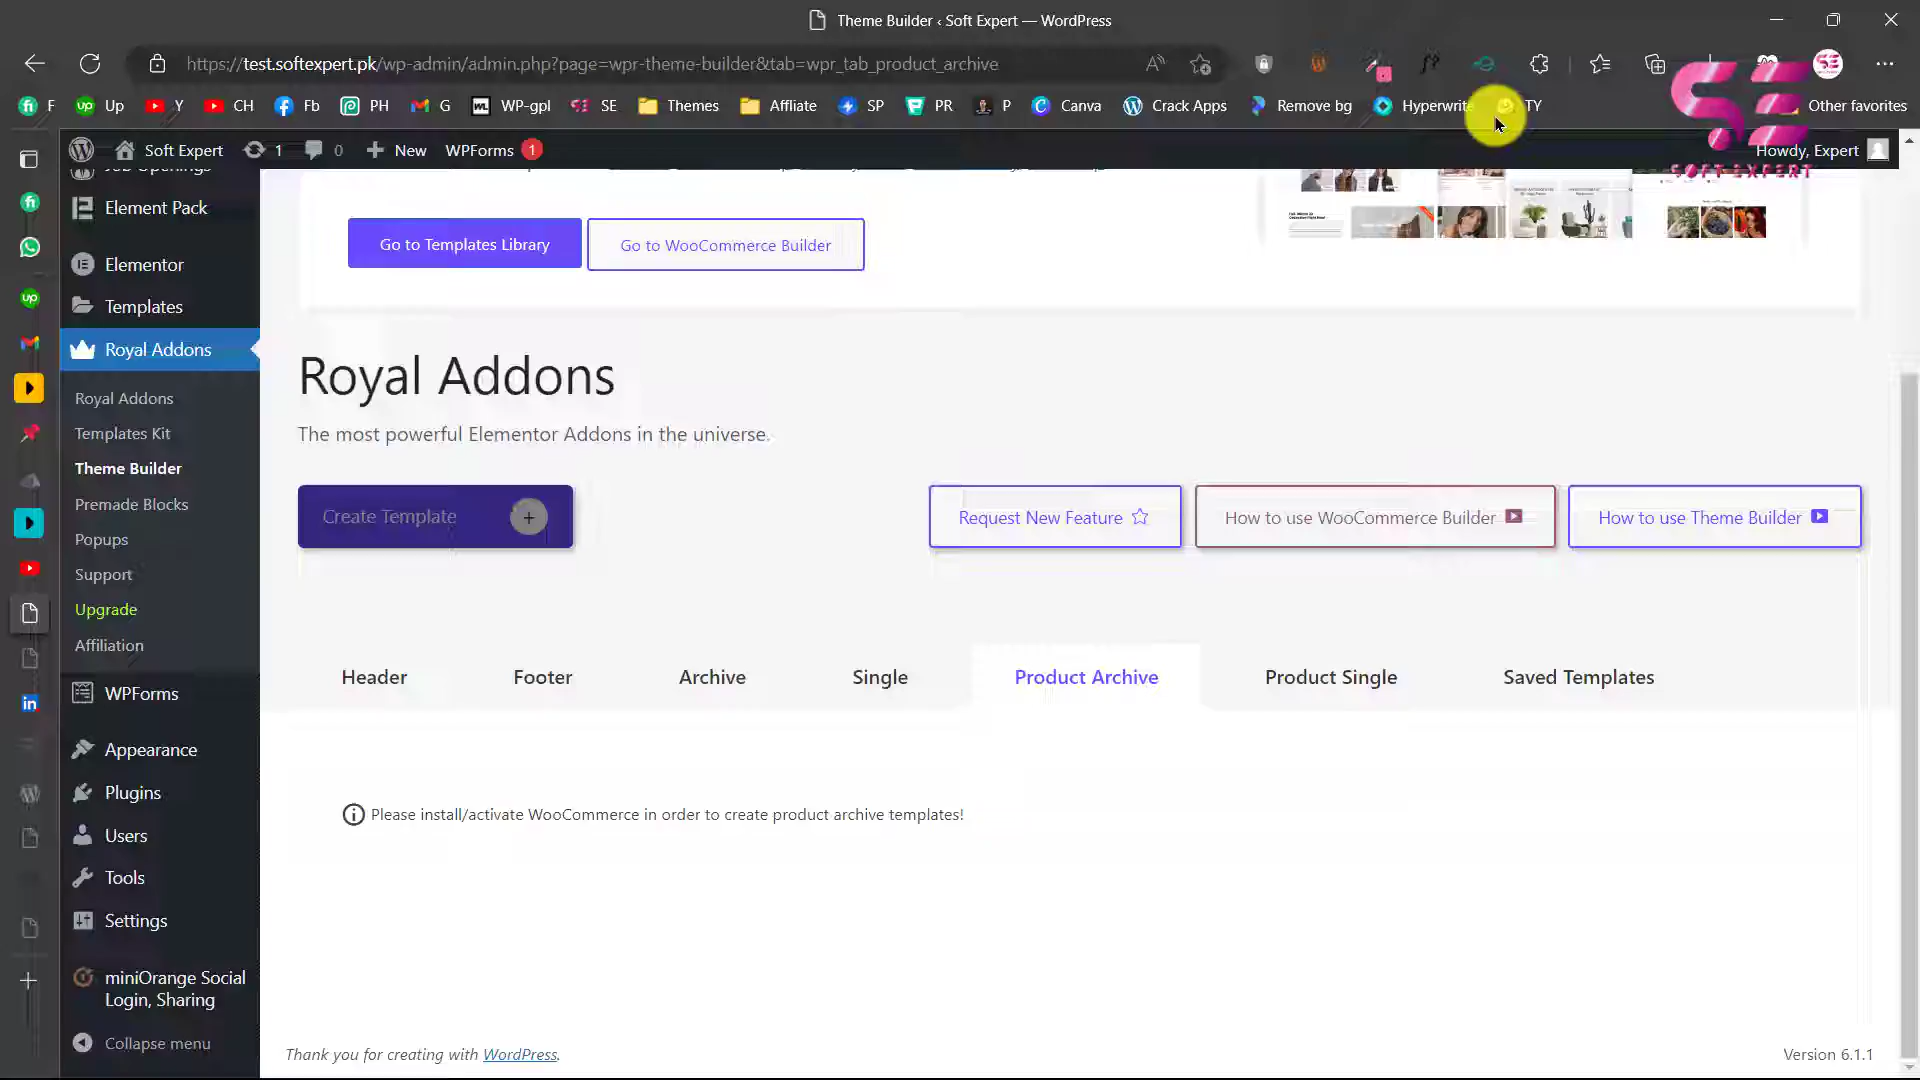 Theme Builder ‹ Soft Expert — WordPress
https://test.softexpert.pk/wp-admin/admin.php?page=wpr-theme-builder&tab=wpr_tab_product_archive
F Up Y CH Fb PH G WP-gpl SE Themes Affliate SP PR P Canva Crack Apps Remove bg Hyperwrite TY Other favorites
Soft Expert 1 0 New WPForms 1 Howdy, Expert
SOFT EXPERT
Job Openings
Element Pack
Elementor
Templates
Royal Addons
Royal Addons
Templates Kit
Theme Builder
Premade Blocks
Popups
Support
Upgrade
Affiliation
WPForms
Appearance
Plugins
Users
Tools
Settings
miniOrange Social
Login, Sharing
Collapse menu
Go to Templates Library
Go to WooCommerce Builder
Royal Addons
The most powerful Elementor Addons in the universe.
Create Template
Request New Feature
How to use WooCommerce Builder
How to use Theme Builder
Header Footer Archive Single Product Archive Product Single Saved Templates
Please install/activate WooCommerce in order to create product archive templates!
Thank you for creating with WordPress.
Version 6.1.1